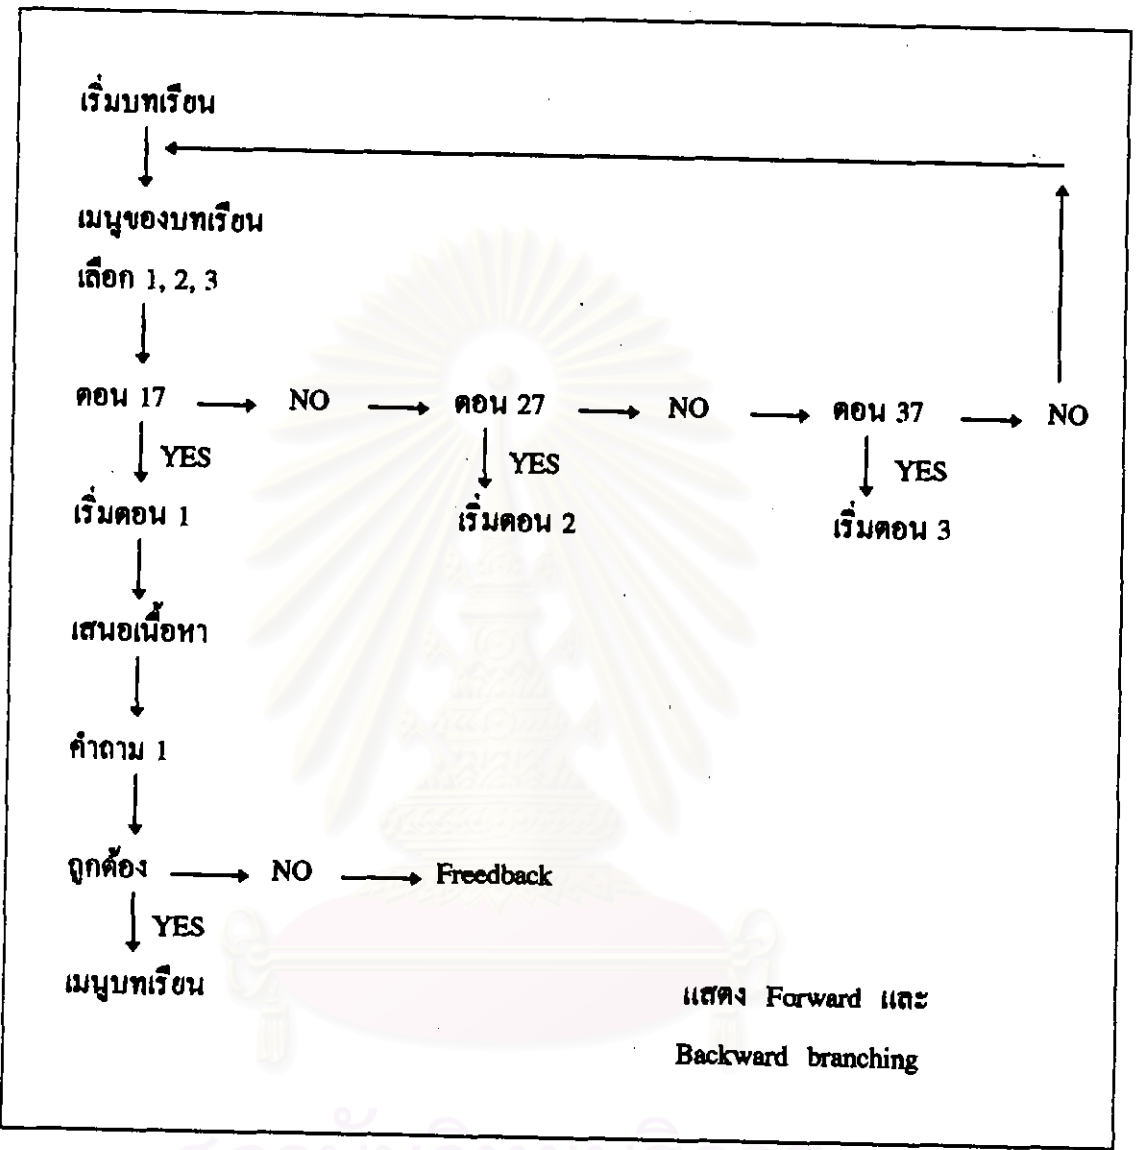 เริ่มบทเรียน
เมนูของบทเรียน
เลือก 1, 2, 3
ตอน 17 NO ตอน 27 NO ตอน 37 NO
YES YES YES
เริ่มตอน 1 เริ่มตอน 2 เริ่มตอน 3
เสนอเนื้อหา
คำถาม 1
ถูกต้อง NO Freedback
YES
เมนูบทเรียน
แสดง Forward และ
Backward branching